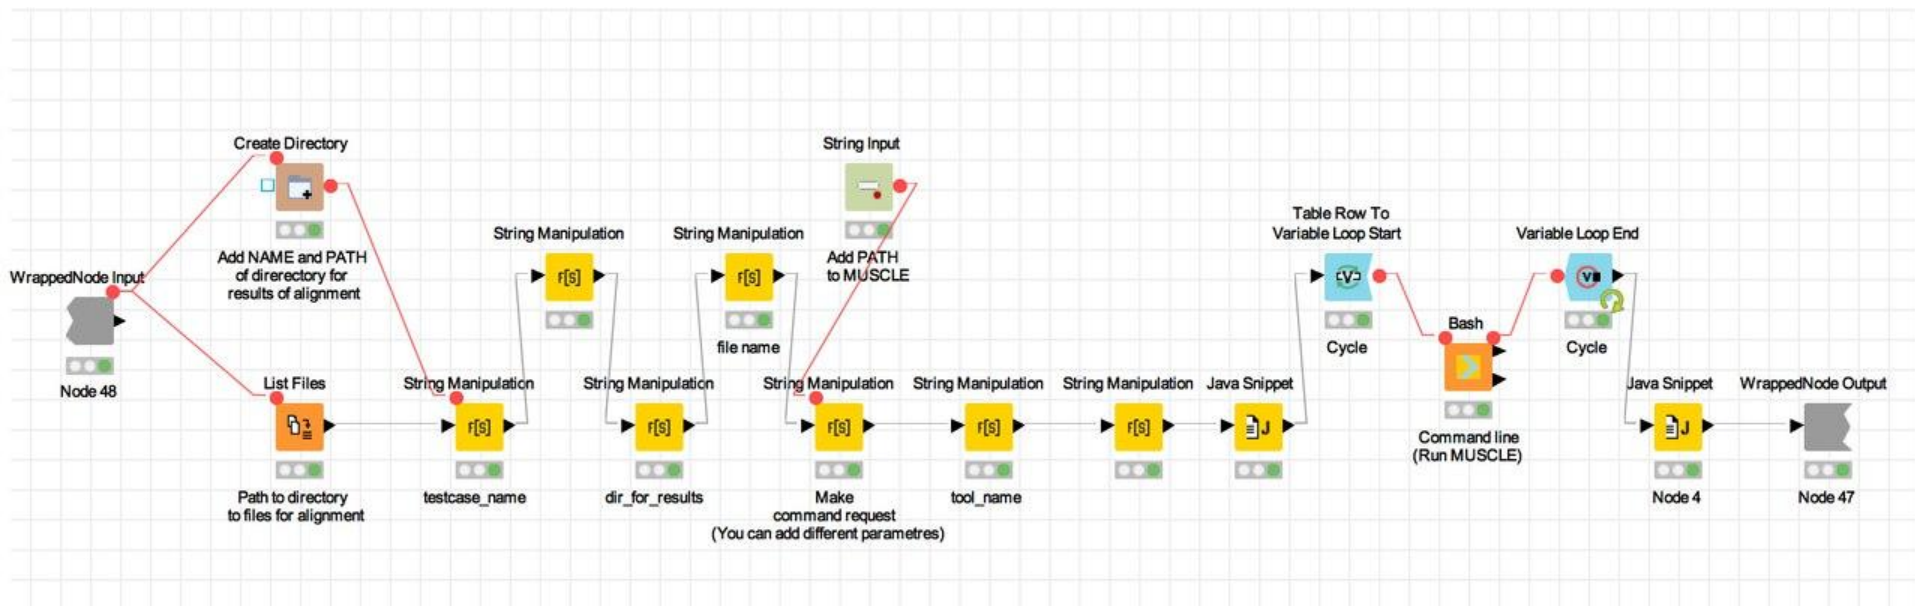 WrappedNode Input
Node 48
Create Directory
Add NAME and PATH
of direrectory for
results of alignment
List Files
Path to directory
to files for alignment
String Manipulation
F[S]
testcase_name
String Manipulation
F[S]
String Manipulation
F[S]
dir_for_results
String Manipulation
F[S]
file name
String Input
Add PATH
to MUSCLE
String Manipulation
F[S]
Make
command request
(You can add different parametres)
String Manipulation
F[S]
tool_name
String Manipulation
F[S]
Java Snippet
J
Table Row To
Variable Loop Start
V
Cycle
Bash
Command line
(Run MUSCLE)
Variable Loop End
V
Cycle
Java Snippet
J
Node 4
WrappedNode Output
Node 47